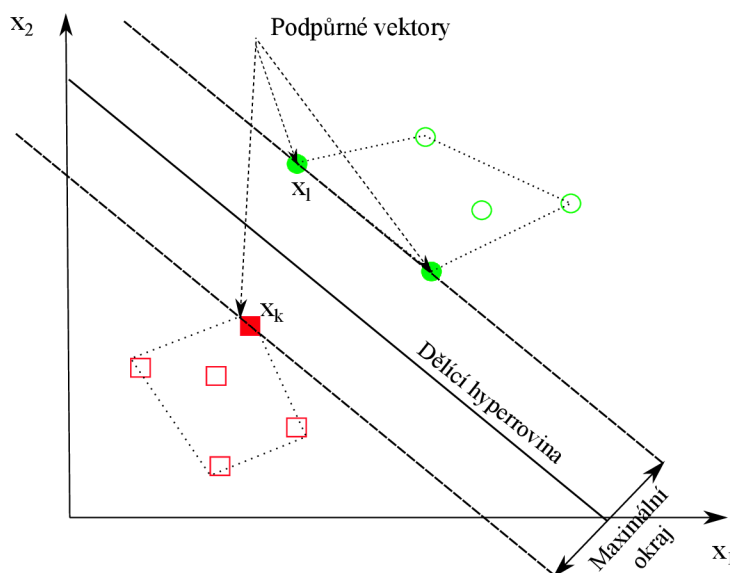 x2
Podpůrné vektory
xl
xk
Dělící hyperrovina
Maximální
okraj
x1